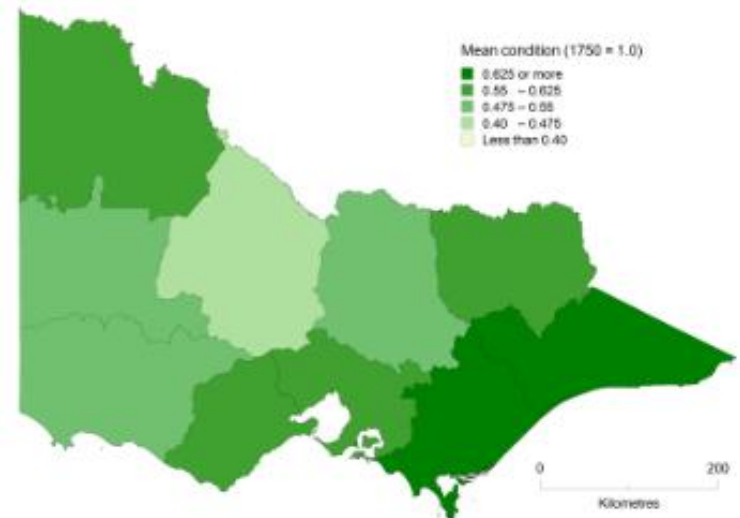 Mean condition (1750 = 1.0)
0.625 or more
0.55 – 0.625
0.475 – 0.55
0.40 – 0.475
Less than 0.40
0 200
Kilometres